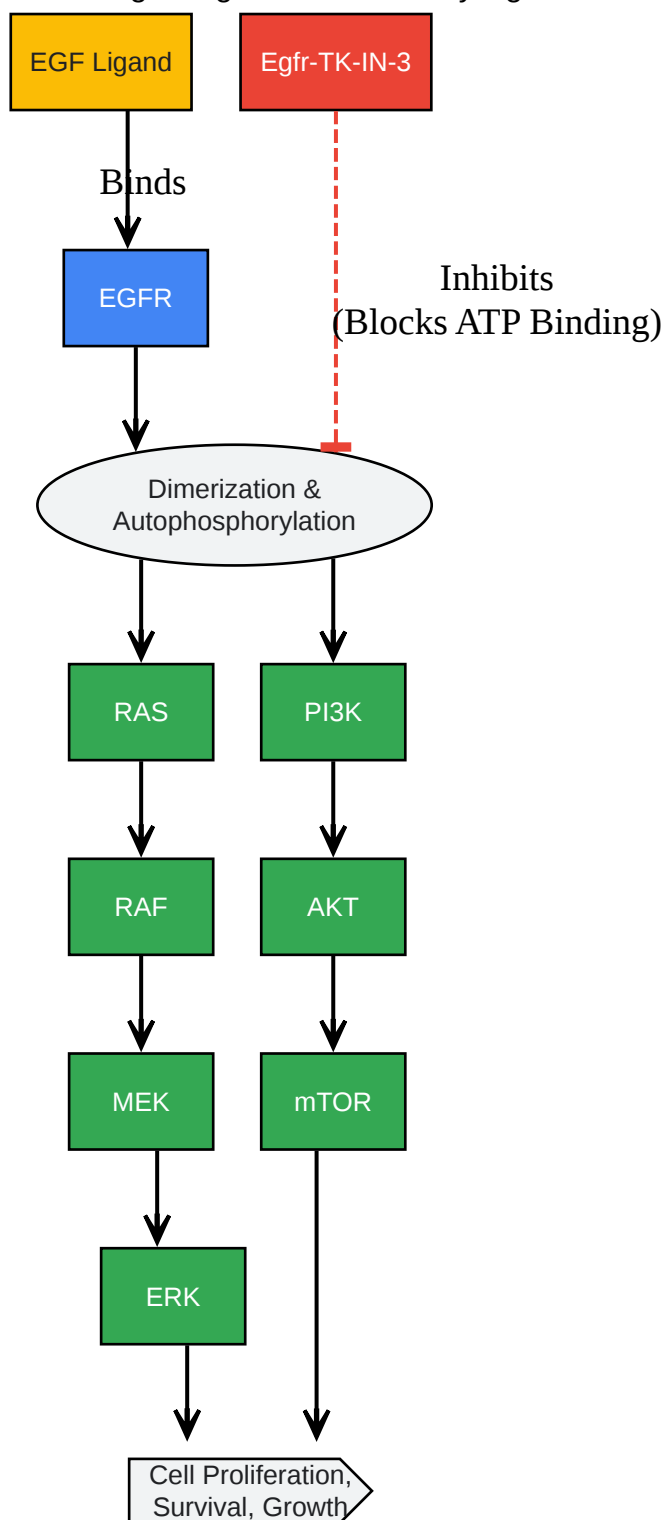 EGF Ligand
Egfr-TK-IN-3
Binds
EGFR
Inhibits
(Blocks ATP Binding)
Dimerization &
Autophosphorylation
RAS
PI3K
RAF
AKT
MEK
mTOR
ERK
Cell Proliferation,
Survival, Growth